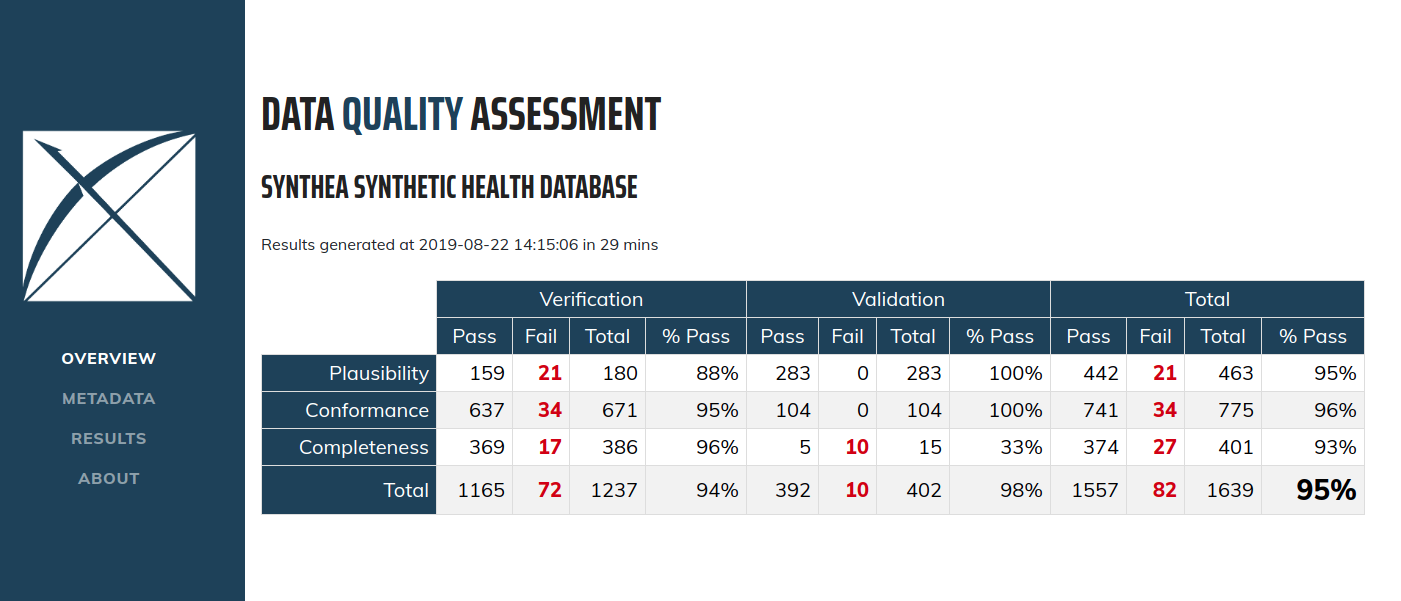 DATA QUALITY ASSESSMENT
SYNTHEA SYNTHETIC HEALTH DATABASE
Results generated at 2019-08-22 14:15:06 in 29 mins
OVERVIEW
METADATA
RESULTS
ABOUT
Verification Validation Total
Pass Fail Total % Pass Pass Fail Total % Pass Pass Fail Total % Pass
Plausibility 159 21 180 88% 283 0 283 100% 442 21 463 95%
Conformance 637 34 671 95% 104 0 104 100% 741 34 775 96%
Completeness 369 17 386 96% 5 10 15 33% 374 27 401 93%
Total 1165 72 1237 94% 392 10 402 98% 1557 82 1639 95%